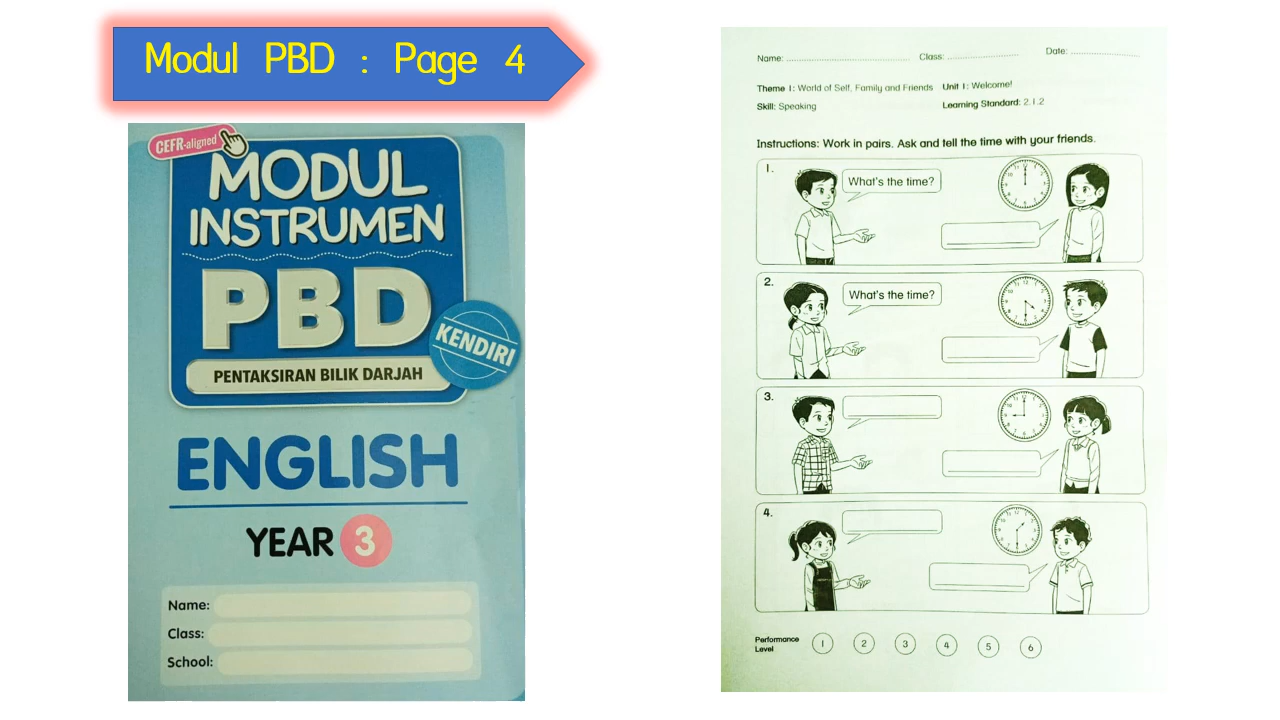 Modul PBD : Page 4
CEFR-aligned
MODUL
INSTRUMEN
PBD
KENDIRI
PENTAKSIRAN BILIK DARJAH
ENGLISH
YEAR 3
Name:
Class:
School:
Name: ........................................ Class: ........................ Date: ........................
Theme 1: World of Self, Family and Friends Unit 1: Welcome!
Skill: Speaking Learning Standard: 2.1.2
Instructions: Work in pairs. Ask and tell the time with your friends.
1.
What's the time?
2.
What's the time?
3.
4.
Performance
Level
1 2 3 4 5 6